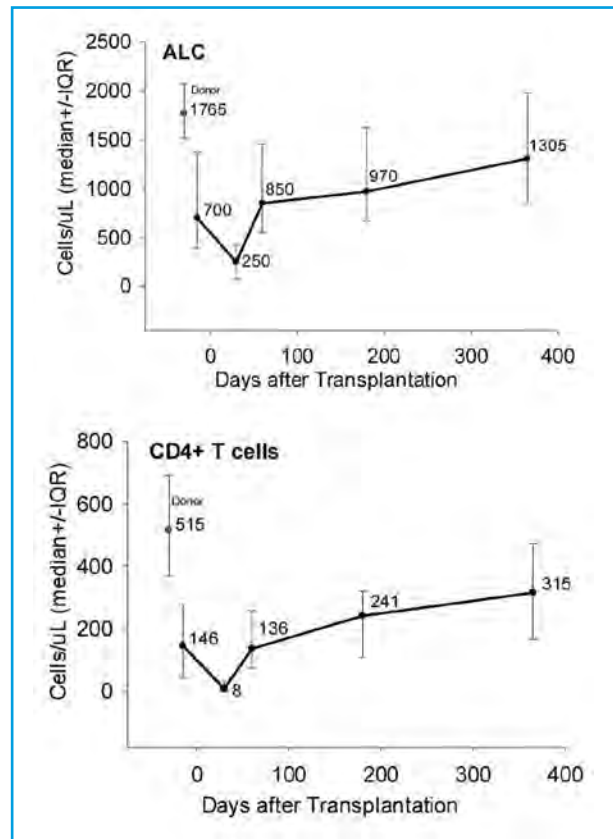 ALC
Cells/uL (median+/-IQR)
2500
2000
1500
1000
500
0
Donor
1765
700
250
850
970
1305
0 100 200 300 400
Days after Transplantation
CD4+ T cells
Cells/uL (median+/-IQR)
800
600
400
200
0
Donor
515
146
8
136
241
315
0 100 200 300 400
Days after Transplantation